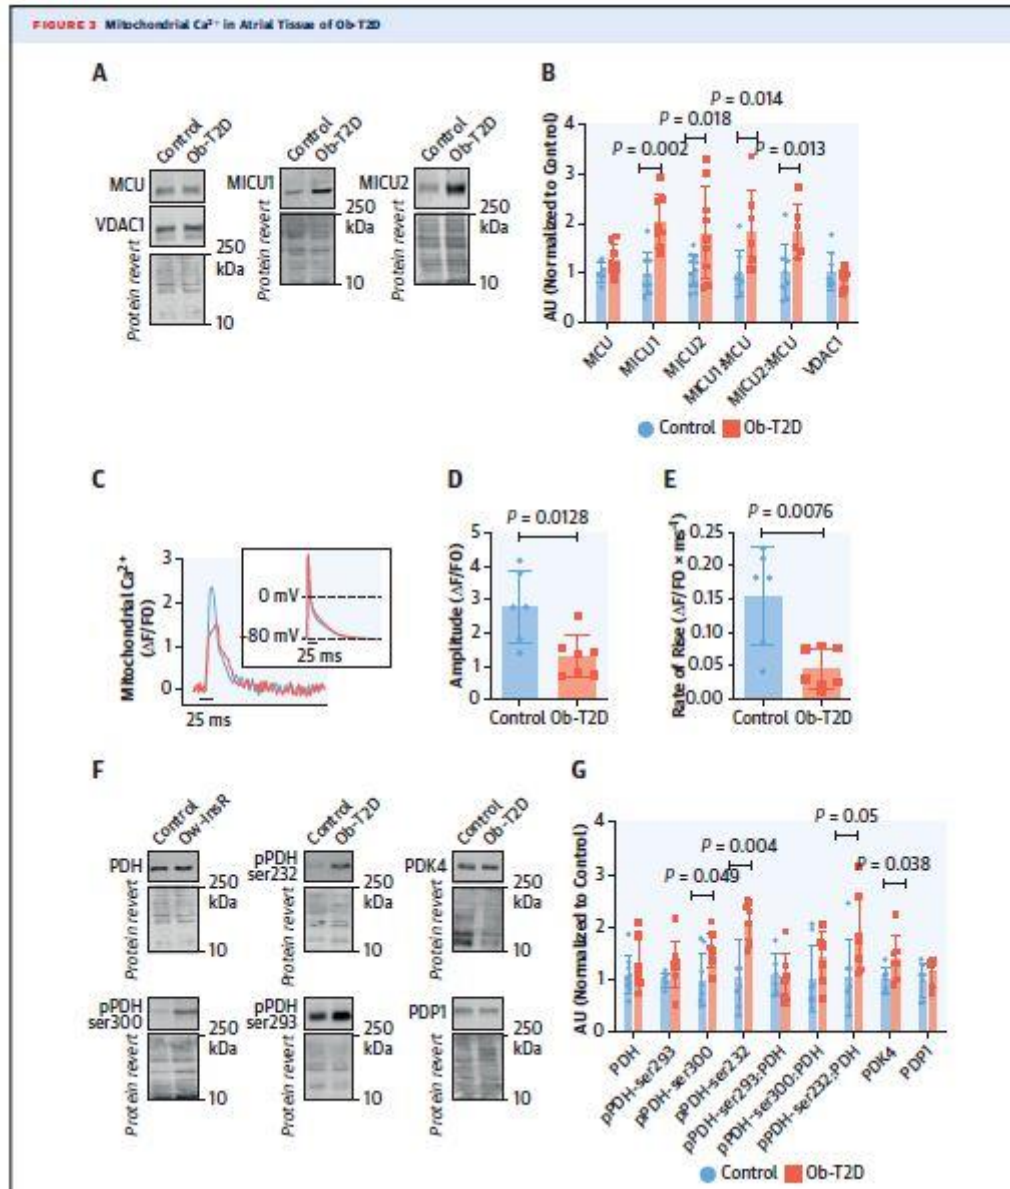 FIGURE 3 Mitochondrial Ca²⁺ in Atrial Tissue of Ob-T2D
A
Control
Ob-T2D
MCU
VDAC1
Protein revert
250
kDa
10
Control
Ob-T2D
MICU1
Protein revert
250
kDa
10
Control
Ob-T2D
MICU2
Protein revert
250
kDa
10
B
P = 0.014
P = 0.018
P = 0.002
P = 0.013
AU (Normalized to Control)
4
3
2
1
0
MCU
MICU1
MICU2
MICU1:MCU
MICU2:MCU
VDAC1
Control Ob-T2D
C
Mitochondrial Ca²⁺
(ΔF/F0)
3
2
1
0
25 ms
0 mV
-80 mV
25 ms
D
P = 0.0128
Amplitude (ΔF/F0)
5
4
3
2
1
0
Control Ob-T2D
E
P = 0.0076
Rate of Rise (ΔF/F0 × ms⁻¹)
0.25
0.20
0.15
0.10
0.05
0.00
Control Ob-T2D
F
Control
Ow-InsR
PDH
Protein revert
250
kDa
10
Control
Ob-T2D
pPDH
ser232
Protein revert
250
kDa
10
Control
Ob-T2D
PDK4
Protein revert
250
kDa
10
pPDH
ser300
Protein revert
250
kDa
10
pPDH
ser293
Protein revert
250
kDa
10
PDP1
Protein revert
250
kDa
10
G
P = 0.05
P = 0.004
P = 0.049
P = 0.038
AU (Normalized to Control)
4
3
2
1
0
PDH
pPDH-ser293
pPDH-ser300
pPDH-ser232
pPDH-ser293:PDH
pPDH-ser300:PDH
pPDH-ser232:PDH
PDK4
PDP1
Control Ob-T2D